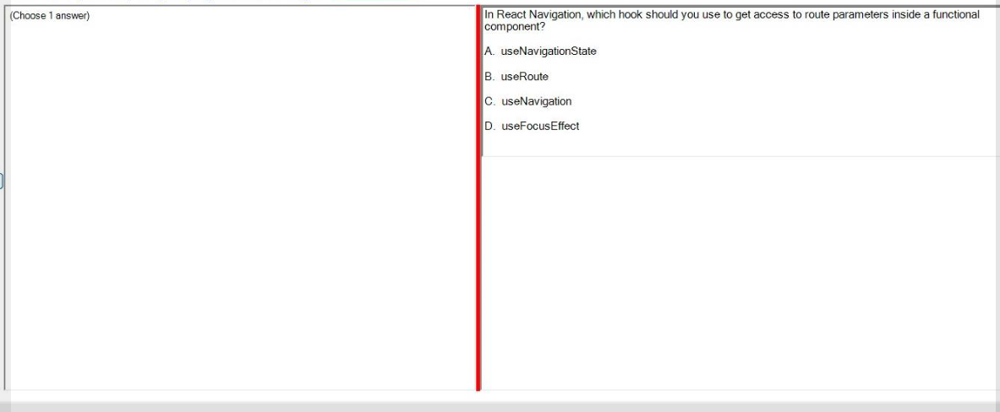 (Choose 1 answer)
In React Navigation, which hook should you use to get access to route parameters inside a functional
component?
A. useNavigationState
B. useRoute
C. useNavigation
D. useFocusEffect